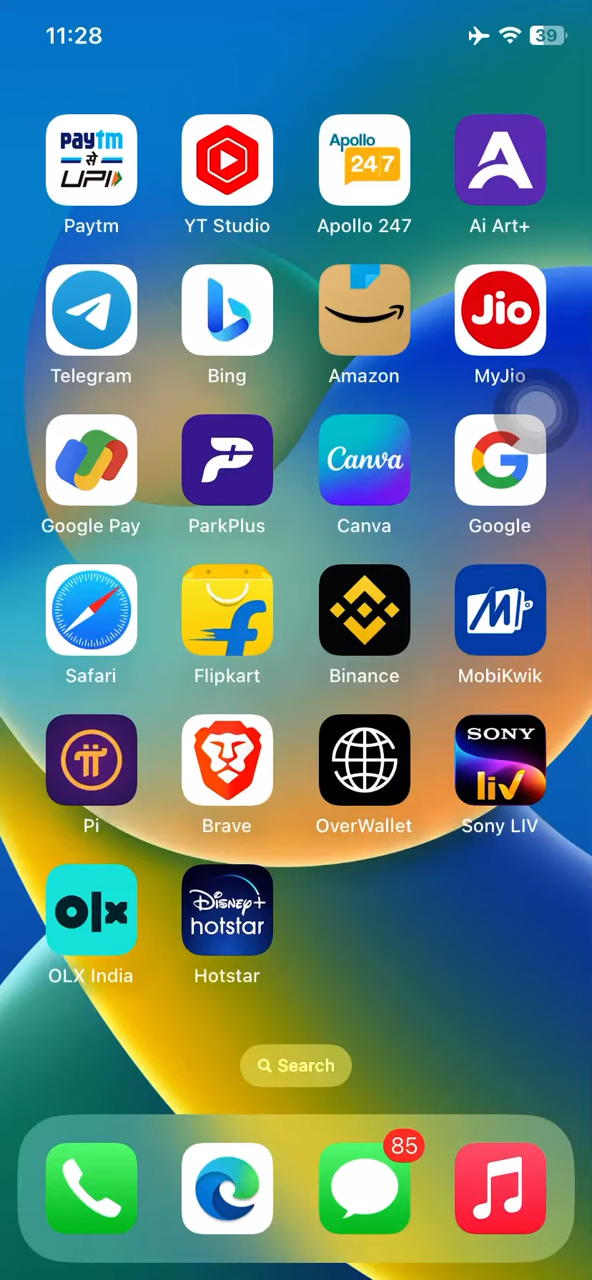 11:28
39
Paytm
से
UPI
Apollo
24|7
Paytm
YT Studio
Apollo 247
Ai Art+
Jio
Telegram
Bing
Amazon
MyJio
Canva
G
Google Pay
ParkPlus
Canva
Google
Safari
Flipkart
Binance
MobiKwik
SONY
liv
Pi
Brave
OverWallet
Sony LIV
olx
Disney+
hotstar
OLX India
Hotstar
Search
85